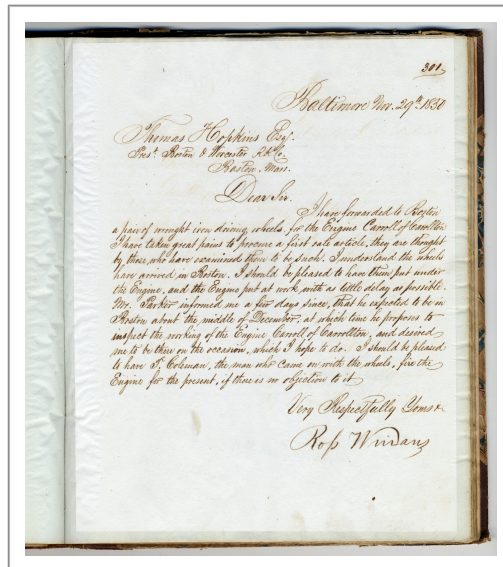 301
Baltimore Nov. 29th 1850
Thomas Hopkins Esq.
Prest. Boston & Worcester RR Co.
Boston Mass.
Dear Sir.
I have forwarded to Boston
a pair of wrought iron driving wheels for the Engine Carroll of Carrollton
I have taken great pains to procure a first rate article, they are thought
by those who have examined them to be such. I understand the wheels
have arrived in Boston. I should be pleased to have them put under
the Engine, and the Engine put at work with as little delay as possible.
Mr. Parker informed me a few days since, that he expected to be in
Boston about the middle of December, at which time he proposes to
inspect the working of the Engine Carroll of Carrollton, and desired
me to be there on the occasion, which I hope to do. I should be pleased
to have Coleman, the man who came on with the wheels, fire the
Engine for the present, if there is no objection to it
Very Respectfully Yours
Ross Winans